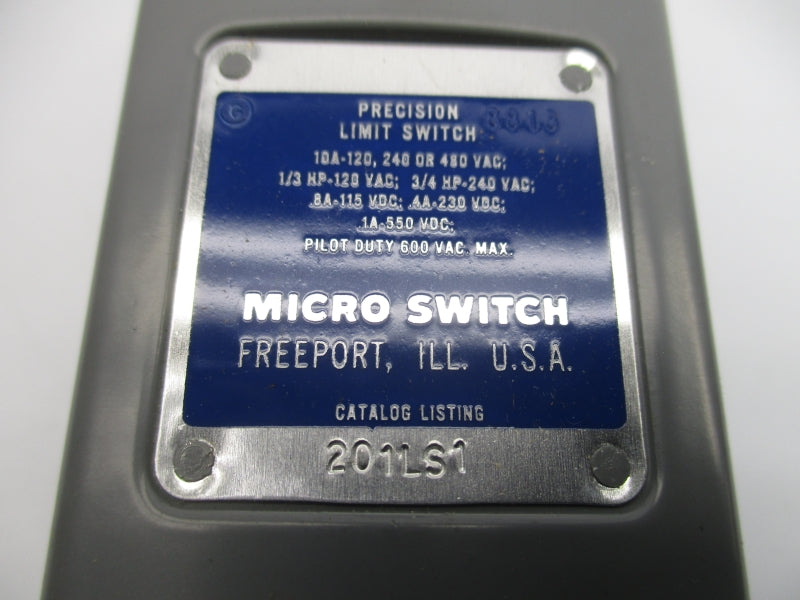 PRECISION
LIMIT SWITCH
10A-120, 240 OR 480 VAC;
1/3 HP-120 VAC; 3/4 HP-240 VAC;
.8A-115 VDC; .4A-230 VDC;
.1A-550 VDC;
PILOT DUTY 600 VAC. MAX.
MICRO SWITCH
FREEPORT, ILL. U.S.A.
CATALOG LISTING
201LS1